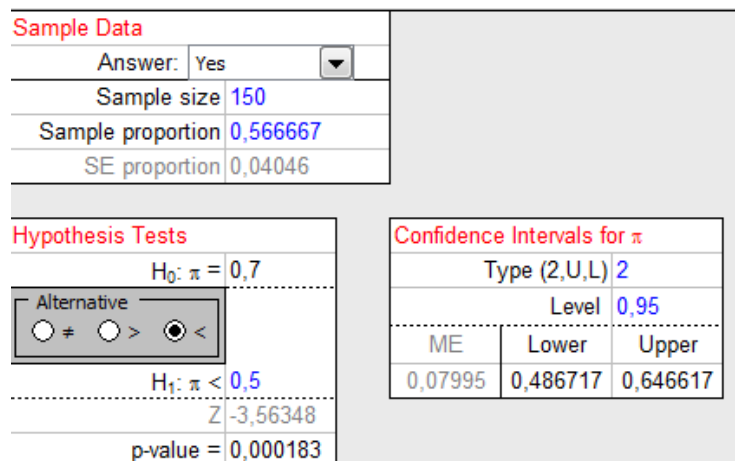 Sample Data
Answer: Yes
Sample size 150
Sample proportion 0,566667
SE proportion 0,04046
Hypothesis Tests
H₀: π = 0,7
Alternative
≠ > <
H₁: π < 0,5
Z -3,56348
p-value = 0,000183
Confidence Intervals for π
Type (2,U,L) 2
Level 0,95
ME Lower Upper
0,07995 0,486717 0,646617